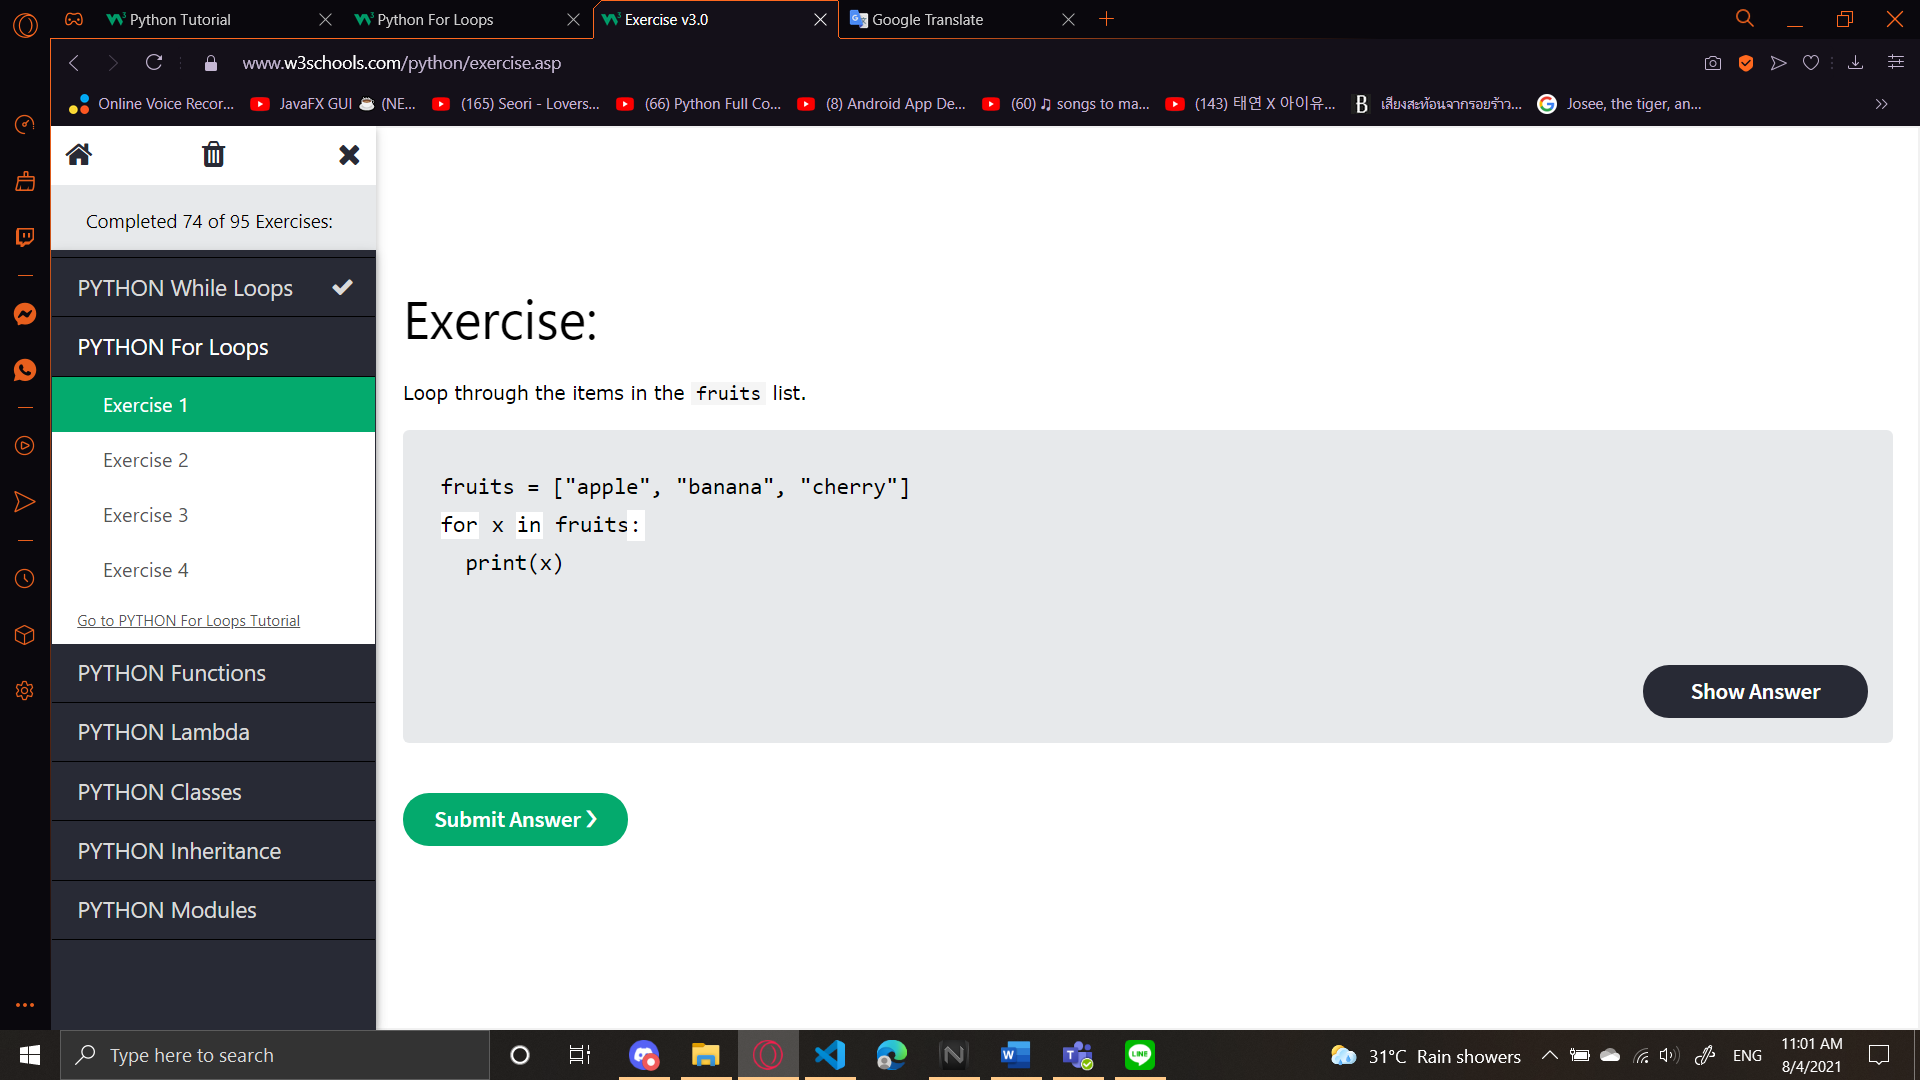 Python Tutorial
Python For Loops
Exercise v3.0
Google Translate
www.w3schools.com/python/exercise.asp
Online Voice Recor...
JavaFX GUI ☕ (NE...
(165) Seori - Lovers...
(66) Python Full Co...
(8) Android App De...
(60) ♫ songs to ma...
(143) 태연 X 아이유...
เสียงสะท้อนจากรอยร้าว...
Josee, the tiger, an...
Completed 74 of 95 Exercises:
PYTHON While Loops
PYTHON For Loops
Exercise 1
Exercise 2
Exercise 3
Exercise 4
Go to PYTHON For Loops Tutorial
PYTHON Functions
PYTHON Lambda
PYTHON Classes
PYTHON Inheritance
PYTHON Modules
Exercise:
Loop through the items in the fruits list.
fruits = ["apple", "banana", "cherry"]
for x in fruits:
  print(x)
Show Answer
Submit Answer ❯
Type here to search
31°C Rain showers
ENG
11:01 AM
8/4/2021